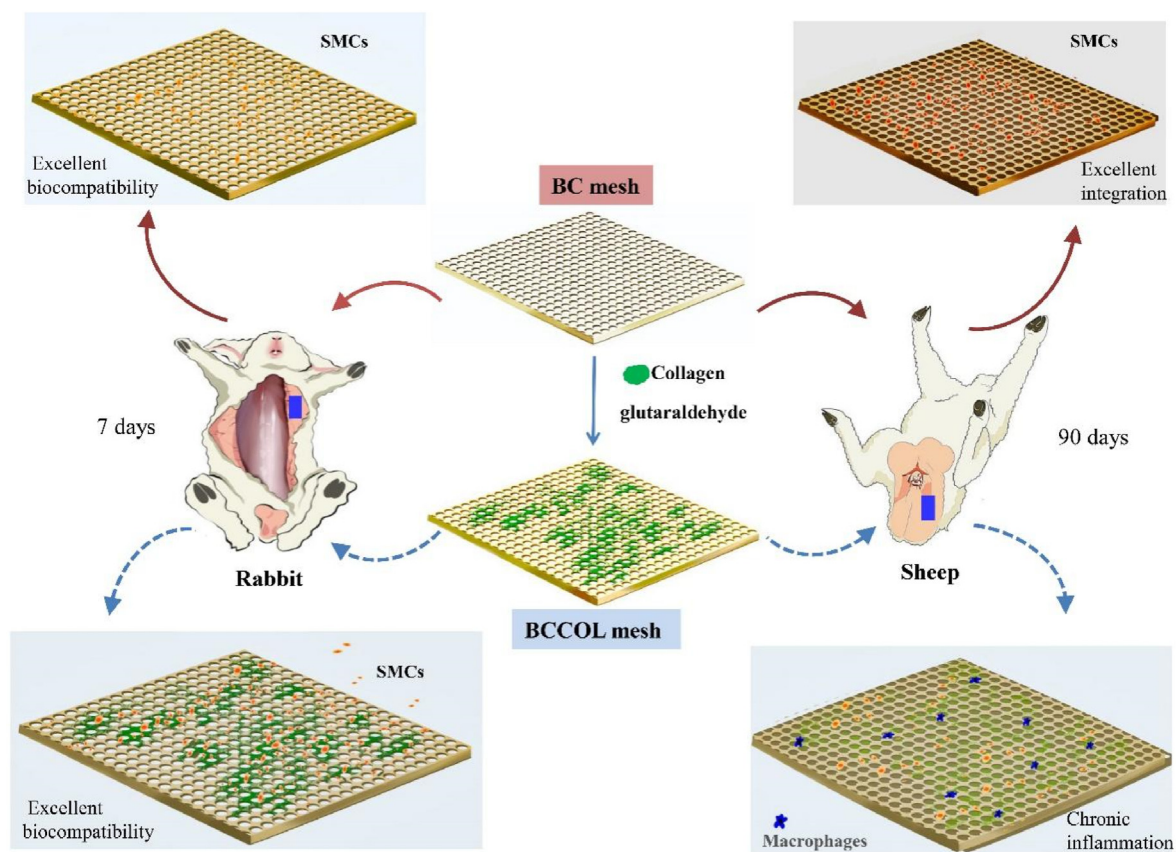 SMCs
Excellent
biocompatibility
SMCs
Excellent
integration
BC mesh
Collagen
glutaraldehyde
7 days
90 days
Rabbit
Sheep
BCCOL mesh
SMCs
Excellent
biocompatibility
Macrophages
Chronic
inflammation